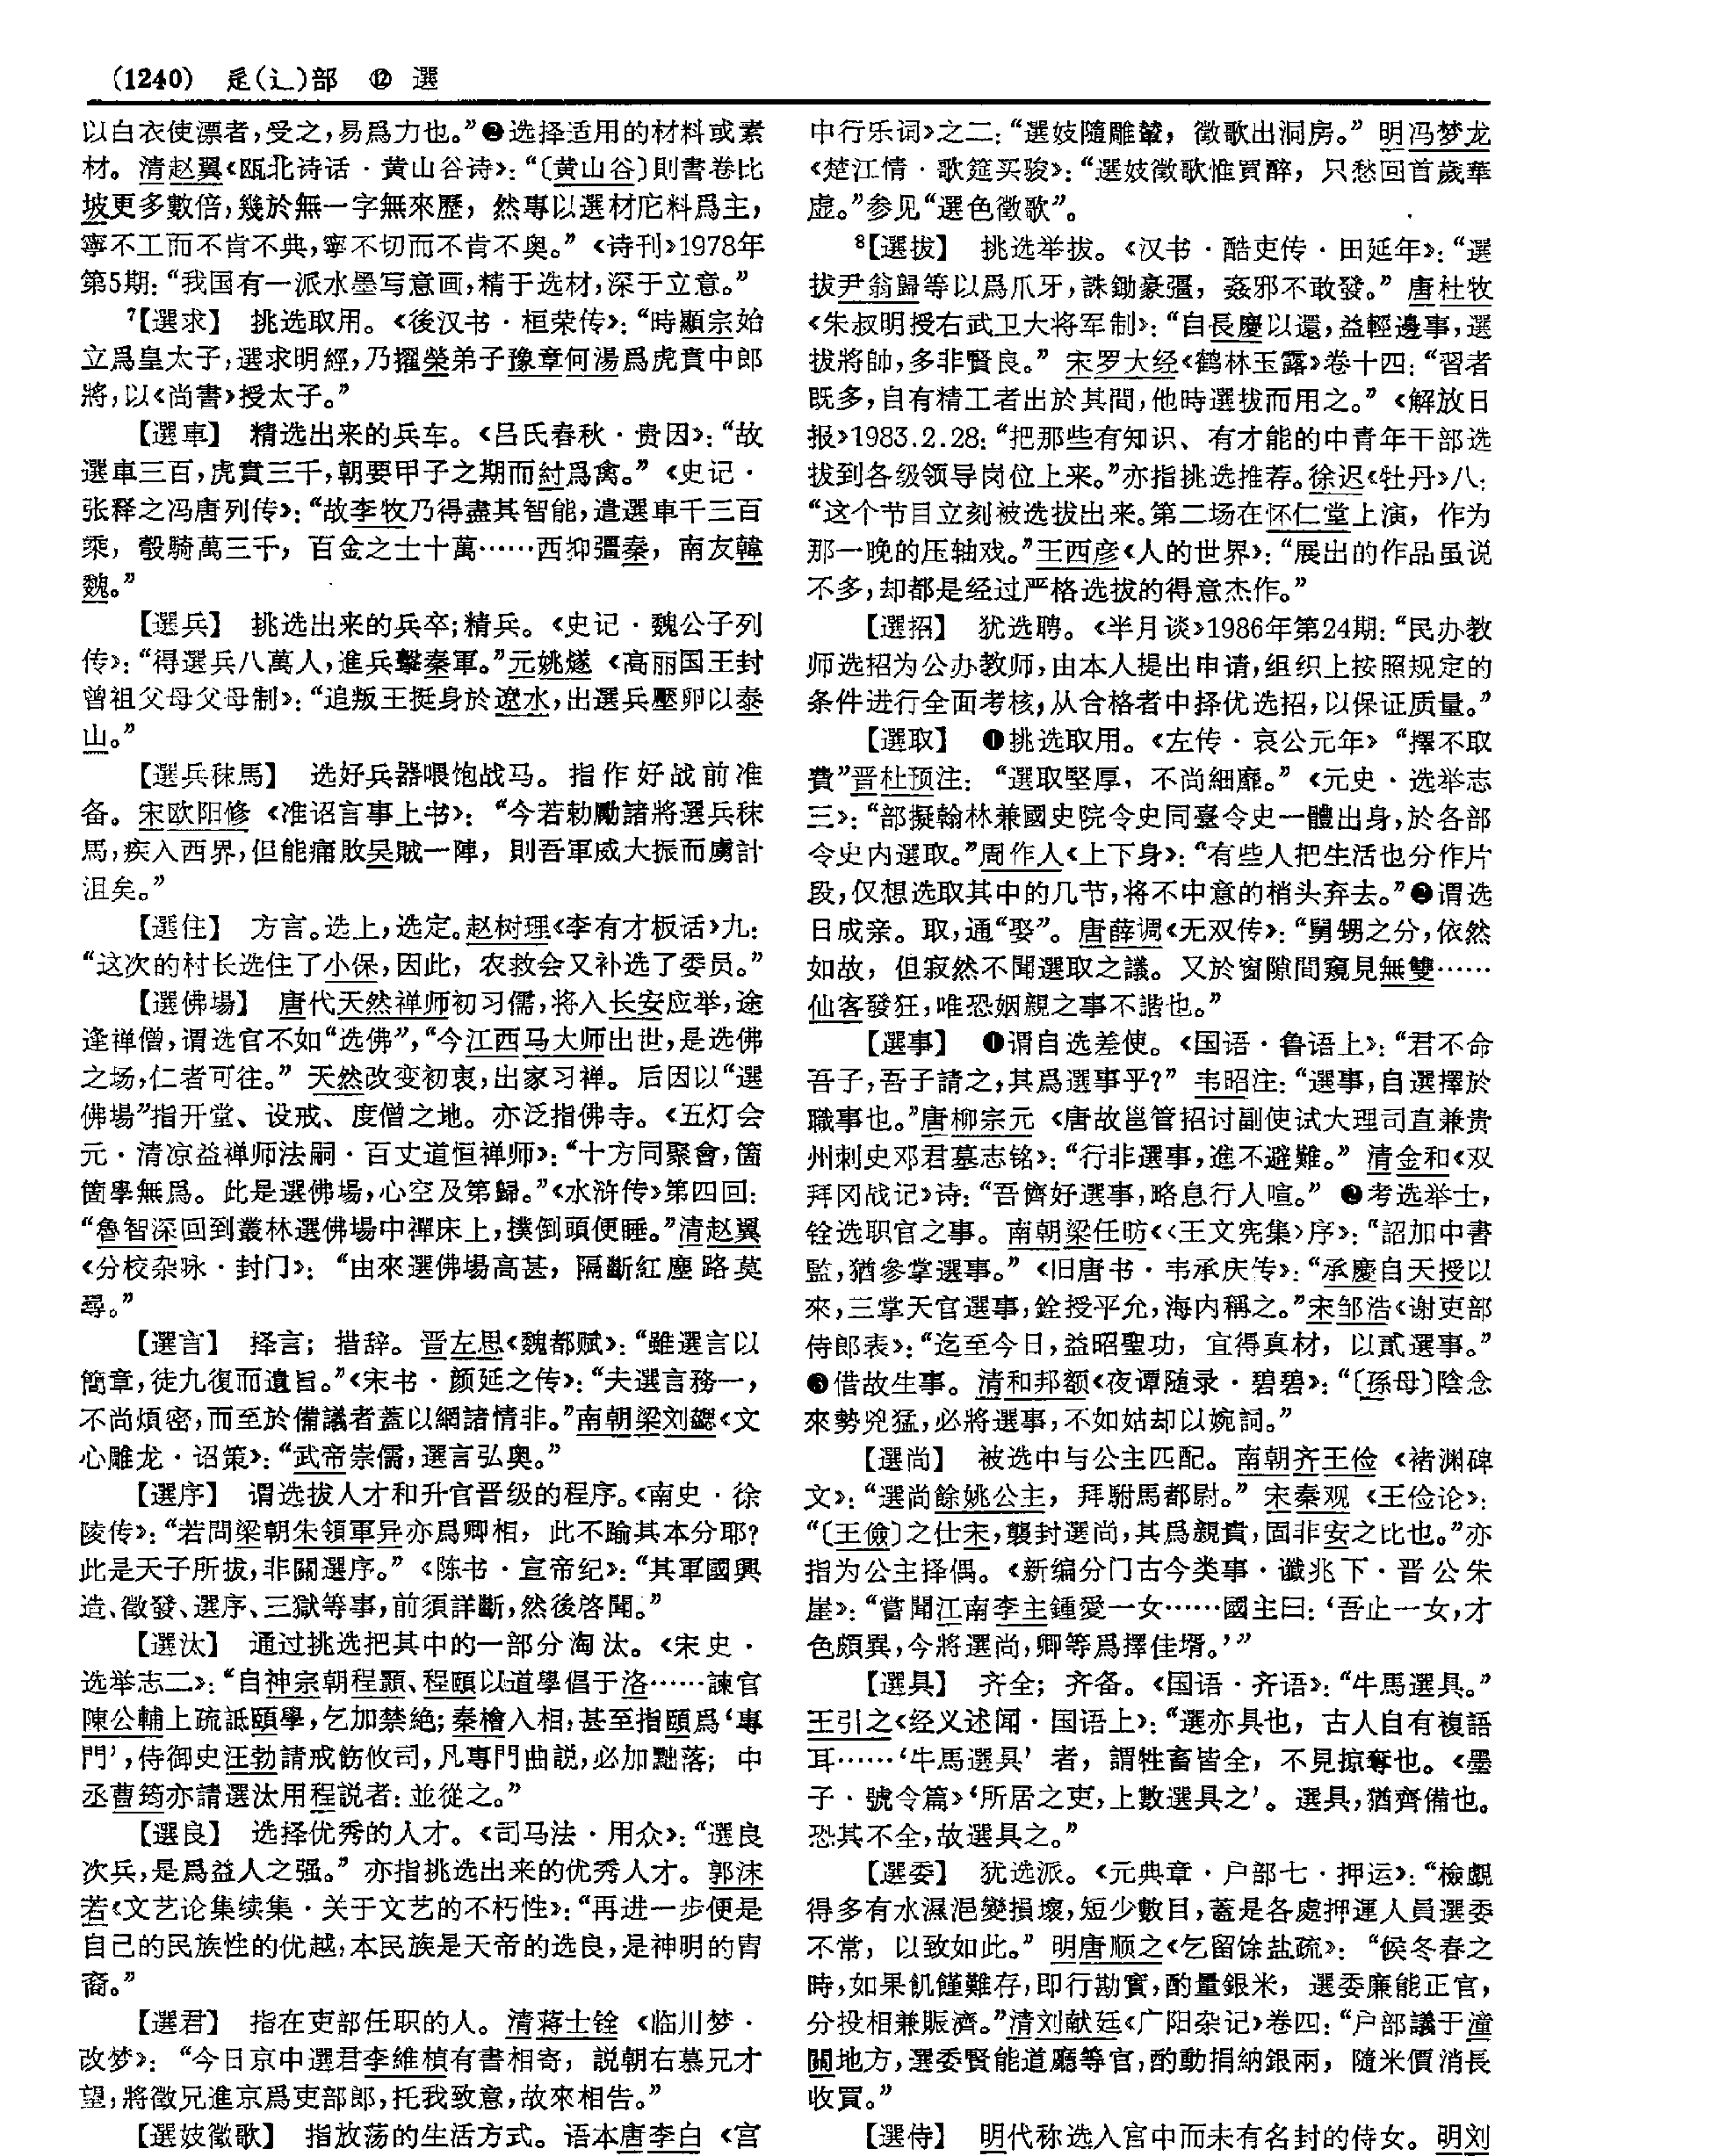 (1240) 辵(辶)部 ⑫ 選
以白衣使漂者,受之,易爲力也。”❷选择适用的材料或素
材。清赵翼《瓯北诗话·黄山谷诗》:“〔黄山谷〕則書卷比
坡更多數倍,幾於無一字無來歷,然專以選材庀料爲主,
寧不工而不肯不典,寧不切而不肯不奥。”《诗刊》1978年
第5期:“我国有一派水墨写意画,精于选材,深于立意。”
⁷【選求】 挑选取用。《後汉书·桓荣传》:“時顯宗始
立爲皇太子,選求明經,乃擢榮弟子豫章何湯爲虎賁中郎
將,以《尚書》授太子。”
【選車】 精选出来的兵车。《吕氏春秋·贵因》:“故
選車三百,虎賁三千,朝要甲子之期而紂爲禽。”《史记·
张释之冯唐列传》:“故李牧乃得盡其智能,遣選車千三百
乘,彀騎萬三千,百金之士十萬……西抑彊秦,南友韓
魏。”
【選兵】 挑选出来的兵卒;精兵。《史记·魏公子列
传》:“得選兵八萬人,進兵擊秦軍。”元姚燧《高丽国王封
曾祖父母父母制》:“追叛王挺身於遼水,出選兵壓卵以泰
山。”
【選兵秣馬】 选好兵器喂饱战马。指作好战前准
备。宋欧阳修《准诏言事上书》:“今若勅勵諸將選兵秣
馬,疾入西界,但能痛敗吴賊一陣,則吾軍威大振而虜計
沮矣。”
【選住】 方言。选上,选定。赵树理《李有才板话》九:
“这次的村长选住了小保,因此,农救会又补选了委员。”
【選佛場】 唐代天然禅师初习儒,将入长安应举,途
逢禅僧,谓选官不如“选佛”,“今江西马大师出世,是选佛
之场,仁者可往。”天然改变初衷,出家习禅。后因以“選
佛場”指开堂、设戒、度僧之地。亦泛指佛寺。《五灯会
元·清凉益禅师法嗣·百丈道恒禅师》:“十方同聚會,箇
箇學無爲。此是選佛場,心空及第歸。”《水浒传》第四回:
“魯智深回到叢林選佛場中禪床上,撲倒頭便睡。”清赵翼
《分校杂咏·封门》:“由來選佛場高甚,隔斷紅塵路莫
尋。”
【選言】 择言;措辞。晋左思《魏都赋》:“雖選言以
簡章,徒九復而遺旨。”《宋书·颜延之传》:“夫選言務一,
不尚煩密,而至於備議者蓋以網諸情非。”南朝梁刘勰《文
心雕龙·诏策》:“武帝崇儒,選言弘奥。”
【選序】 谓选拔人才和升官晋级的程序。《南史·徐
陵传》:“若問梁朝朱領軍异亦爲卿相,此不踰其本分耶?
此是天子所拔,非關選序。”《陈书·宣帝纪》:“其軍國興
造、徵發、選序、三獄等事,前須詳斷,然後啓聞。”
【選汰】 通过挑选把其中的一部分淘汰。《宋史·
选举志二》:“自神宗朝程顥、程頤以道學倡于洛……諫官
陳公輔上疏詆頤學,乞加禁絶;秦檜入相,甚至指頤爲‘專
門’,侍御史汪勃請戒飭攸司,凡專門曲説,必加黜落;中
丞曹筠亦請選汰用程説者:並從之。”
【選良】 选择优秀的人才。《司马法·用众》:“選良
次兵,是爲益人之强。”亦指挑选出来的优秀人才。郭沫
若《文艺论集续集·关于文艺的不朽性》:“再进一步便是
自己的民族性的优越,本民族是天帝的选良,是神明的胄
裔。”
【選君】 指在吏部任职的人。清蒋士铨《临川梦·
改梦》:“今日京中選君李維楨有書相寄,説朝右慕兄才
望,將徵兄進京爲吏部郎,托我致意,故來相告。”
【選妓徵歌】 指放荡的生活方式。语本唐李白《宫
中行乐词》之二:“選妓隨雕輦,徵歌出洞房。”明冯梦龙
《楚江情·歌筵买骏》:“選妓徵歌惟買醉,只愁回首歲華
虚。”参见“選色徵歌”。
⁸【選拔】 挑选举拔。《汉书·酷吏传·田延年》:“選
拔尹翁歸等以爲爪牙,誅鋤豪彊,姦邪不敢發。”唐杜牧
《朱叔明授右武卫大将军制》:“自長慶以還,益輕邊事,選
拔將帥,多非賢良。”宋罗大经《鹤林玉露》卷十四:“習者
既多,自有精工者出於其間,他時選拔而用之。”《解放日
报》1983.2.28:“把那些有知识、有才能的中青年干部选
拔到各级领导岗位上来。”亦指挑选推荐。徐迟《牡丹》八:
“这个节目立刻被选拔出来。第二场在怀仁堂上演,作为
那一晚的压轴戏。”王西彦《人的世界》:“展出的作品虽说
不多,却都是经过严格选拔的得意杰作。”
【選招】 犹选聘。《半月谈》1986年第24期:“民办教
师选招为公办教师,由本人提出申请,组织上按照规定的
条件进行全面考核,从合格者中择优选招,以保证质量。”
【選取】 ❶挑选取用。《左传·哀公元年》“擇不取
費”晋杜预注:“選取堅厚,不尚細靡。”《元史·选举志
三》:“部擬翰林兼國史院令史同臺令史一體出身,於各部
令史内選取。”周作人《上下身》:“有些人把生活也分作片
段,仅想选取其中的几节,将不中意的梢头弃去。”❷谓选
日成亲。取,通“娶”。唐薛调《无双传》:“舅甥之分,依然
如故,但寂然不聞選取之議。又於窗隙間窺見無雙……
仙客發狂,唯恐姻親之事不諧也。”
【選事】 ❶谓自选差使。《国语·鲁语上》:“君不命
吾子,吾子請之,其爲選事乎?”韦昭注:“選事,自選擇於
職事也。”唐柳宗元《唐故邕管招讨副使试大理司直兼贵
州刺史邓君墓志铭》:“行非選事,進不避難。”清金和《双
拜冈战记》诗:“吾儕好選事,略息行人喧。”❷考选举士,
铨选职官之事。南朝梁任昉《〈王文宪集〉序》:“詔加中書
監,猶參掌選事。”《旧唐书·韦承庆传》:“承慶自天授以
來,三掌天官選事,銓授平允,海内稱之。”宋邹浩《谢吏部
侍郎表》:“迄至今日,益昭聖功,宜得真材,以貳選事。”
❸借故生事。清和邦额《夜谭随录·碧碧》:“〔孫母〕陰念
來勢兇猛,必將選事,不如姑却以婉詞。”
【選尚】 被选中与公主匹配。南朝齐王俭《褚渊碑
文》:“選尚餘姚公主,拜駙馬都尉。”宋秦观《王俭论》:
“〔王儉〕之仕宋,襲封選尚,其爲親貴,固非安之比也。”亦
指为公主择偶。《新编分门古今类事·谶兆下·晋公朱
崖》:“嘗聞江南李主鍾愛一女……國主曰:‘吾止一女,才
色頗異,今將選尚,卿等爲擇佳壻。’”
【選具】 齐全;齐备。《国语·齐语》:“牛馬選具。”
王引之《经义述闻·国语上》:“選亦具也,古人自有複語
耳……‘牛馬選具’者,謂牲畜皆全,不見掠奪也。《墨
子·號令篇》‘所居之吏,上數選具之’。選具,猶齊備也。
恐其不全,故選具之。”
【選委】 犹选派。《元典章·户部七·押运》:“檢覷
得多有水濕浥變損壞,短少數目,蓋是各處押運人員選委
不常,以致如此。”明唐顺之《乞留馀盐疏》:“候冬春之
時,如果飢饉難存,即行勘實,酌量銀米,選委廉能正官,
分投相兼賑濟。”清刘献廷《广阳杂记》卷四:“户部議于潼
關地方,選委賢能道廳等官,酌動捐納銀兩,隨米價消長
收買。”
【選侍】 明代称选入宫中而未有名封的侍女。明刘